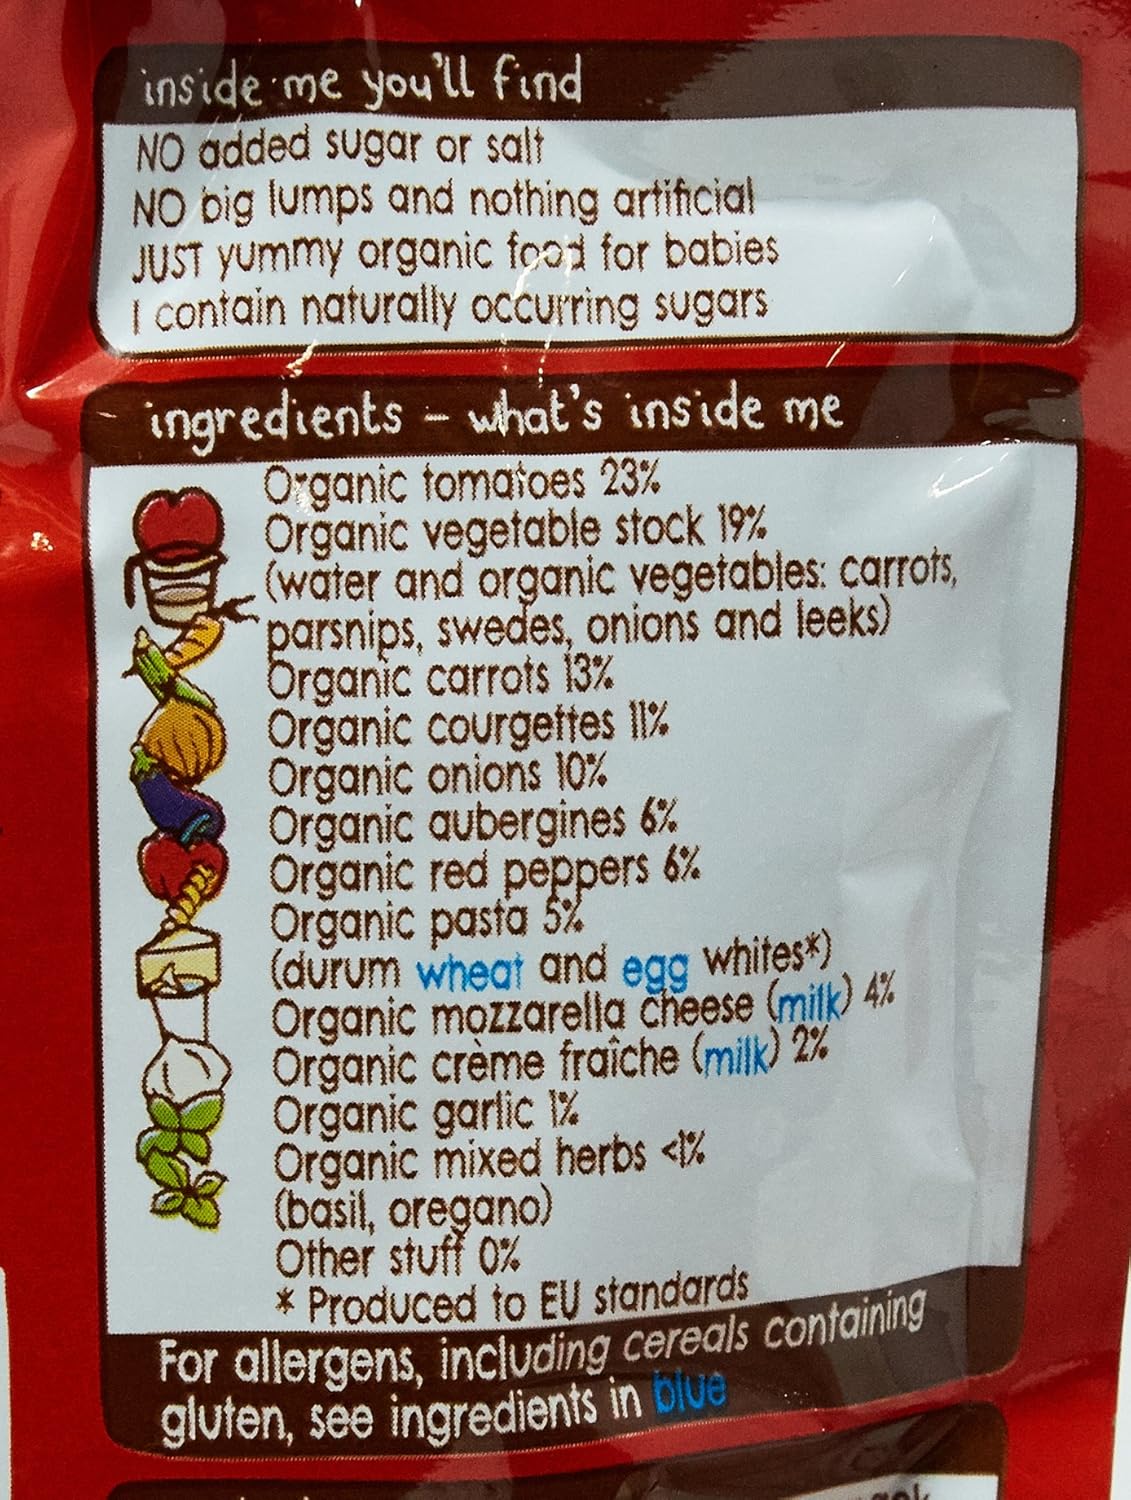 inside me you'll find
NO added sugar or salt
NO big lumps and nothing artificial
JUST yummy organic food for babies
I contain naturally occurring sugars
ingredients - what's inside me
Organic tomatoes 23%
Organic vegetable stock 19%
(water and organic vegetables: carrots,
parsnips, swedes, onions and leeks)
Organic carrots 13%
Organic courgettes 11%
Organic onions 10%
Organic aubergines 6%
Organic red peppers 6%
Organic pasta 5%
(durum wheat and egg whites*)
Organic mozzarella cheese (milk) 4%
Organic crème fraîche (milk) 2%
Organic garlic 1%
Organic mixed herbs <1%
(basil, oregano)
Other stuff 0%
* Produced to EU standards
For allergens, including cereals containing
gluten, see ingredients in blue